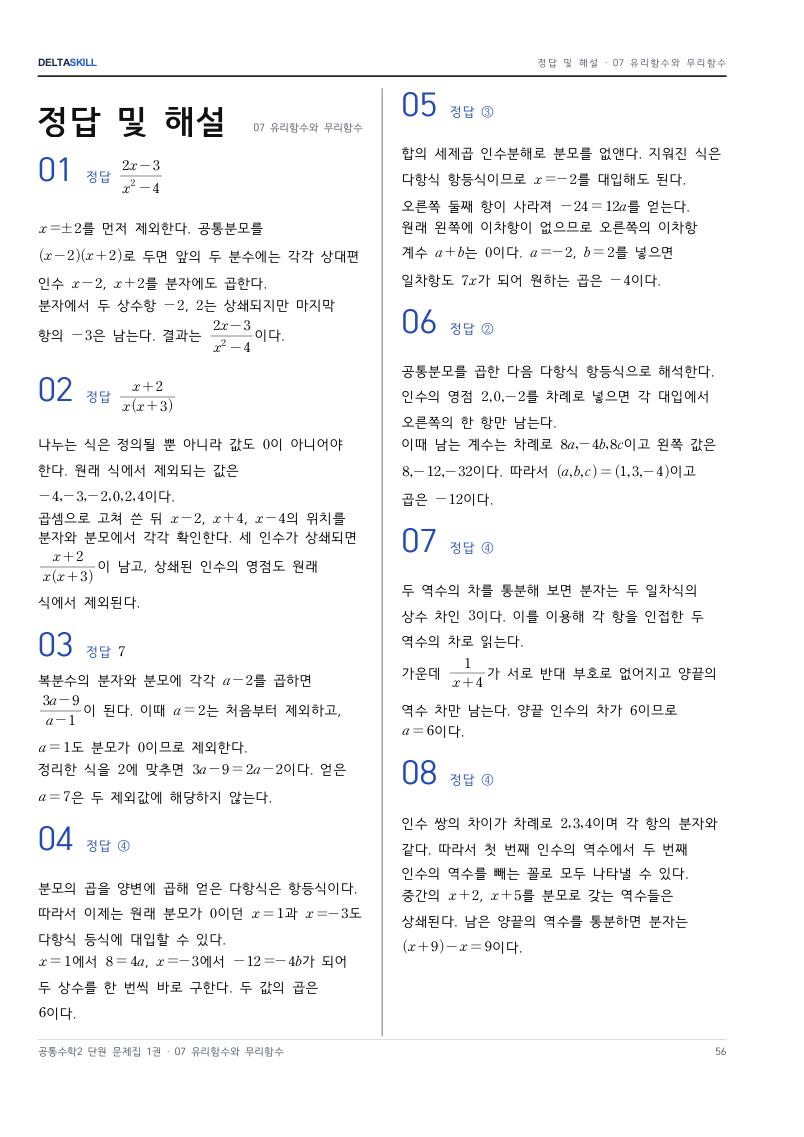 DELTASKILL
정답 및 해설 · 07 유리함수와 무리함수
정답 및 해설 07 유리함수와 무리함수
01 정답 (2x−3)/(x²−4)
x=±2를 먼저 제외한다. 공통분모를
(x−2)(x+2)로 두면 앞의 두 분수에는 각각 상대편
인수 x−2, x+2를 분자에도 곱한다.
분자에서 두 상수항 −2, 2는 상쇄되지만 마지막
항의 −3은 남는다. 결과는 (2x−3)/(x²−4)이다.
02 정답 (x+2)/(x(x+3))
나누는 식은 정의될 뿐 아니라 값도 0이 아니어야
한다. 원래 식에서 제외되는 값은
−4,−3,−2,0,2,4이다.
곱셈으로 고쳐 쓴 뒤 x−2, x+4, x−4의 위치를
분자와 분모에서 각각 확인한다. 세 인수가 상쇄되면
(x+2)/(x(x+3))이 남고, 상쇄된 인수의 영점도 원래
식에서 제외된다.
03 정답 7
복분수의 분자와 분모에 각각 a−2를 곱하면
(3a−9)/(a−1)이 된다. 이때 a=2는 처음부터 제외하고,
a=1도 분모가 0이므로 제외한다.
정리한 식을 2에 맞추면 3a−9=2a−2이다. 얻은
a=7은 두 제외값에 해당하지 않는다.
04 정답 ④
분모의 곱을 양변에 곱해 얻은 다항식은 항등식이다.
따라서 이제는 원래 분모가 0이던 x=1과 x=−3도
다항식 등식에 대입할 수 있다.
x=1에서 8=4a, x=−3에서 −12=−4b가 되어
두 상수를 한 번씩 바로 구한다. 두 값의 곱은
6이다.
05 정답 ③
합의 세제곱 인수분해로 분모를 없앤다. 지워진 식은
다항식 항등식이므로 x=−2를 대입해도 된다.
오른쪽 둘째 항이 사라져 −24=12a를 얻는다.
원래 왼쪽에 이차항이 없으므로 오른쪽의 이차항
계수 a+b는 0이다. a=−2, b=2를 넣으면
일차항도 7x가 되어 원하는 곱은 −4이다.
06 정답 ②
공통분모를 곱한 다음 다항식 항등식으로 해석한다.
인수의 영점 2,0,−2를 차례로 넣으면 각 대입에서
오른쪽의 한 항만 남는다.
이때 남는 계수는 차례로 8a,−4b,8c이고 왼쪽 값은
8,−12,−32이다. 따라서 (a,b,c)=(1,3,−4)이고
곱은 −12이다.
07 정답 ④
두 역수의 차를 통분해 보면 분자는 두 일차식의
상수 차인 3이다. 이를 이용해 각 항을 인접한 두
역수의 차로 읽는다.
가운데 1/(x+4)가 서로 반대 부호로 없어지고 양끝의
역수 차만 남는다. 양끝 인수의 차가 6이므로
a=6이다.
08 정답 ④
인수 쌍의 차이가 차례로 2,3,4이며 각 항의 분자와
같다. 따라서 첫 번째 인수의 역수에서 두 번째
인수의 역수를 빼는 꼴로 모두 나타낼 수 있다.
중간의 x+2, x+5를 분모로 갖는 역수들은
상쇄된다. 남은 양끝의 역수를 통분하면 분자는
(x+9)−x=9이다.
공통수학2 단원 문제집 1권 · 07 유리함수와 무리함수
56